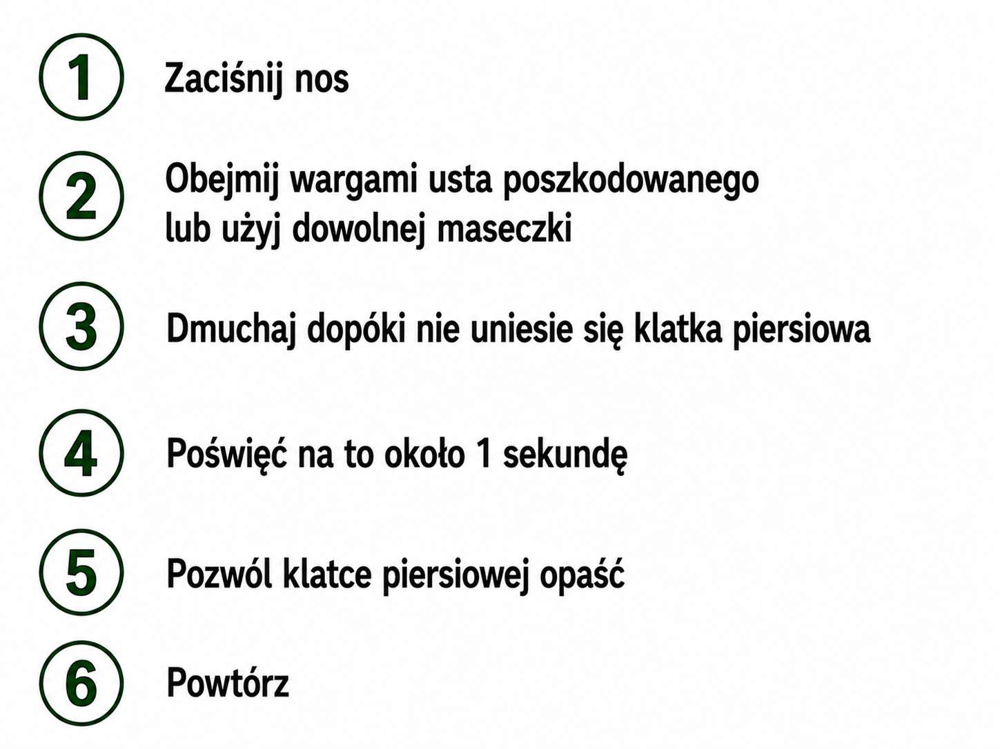 1 Zaciśnij nos
2 Obejmij wargami usta poszkodowanego
lub użyj dowolnej maseczki
3 Dmuchaj dopóki nie uniesie się klatka piersiowa
4 Poświęć na to około 1 sekundę
5 Pozwól klatce piersiowej opaść
6 Powtórz